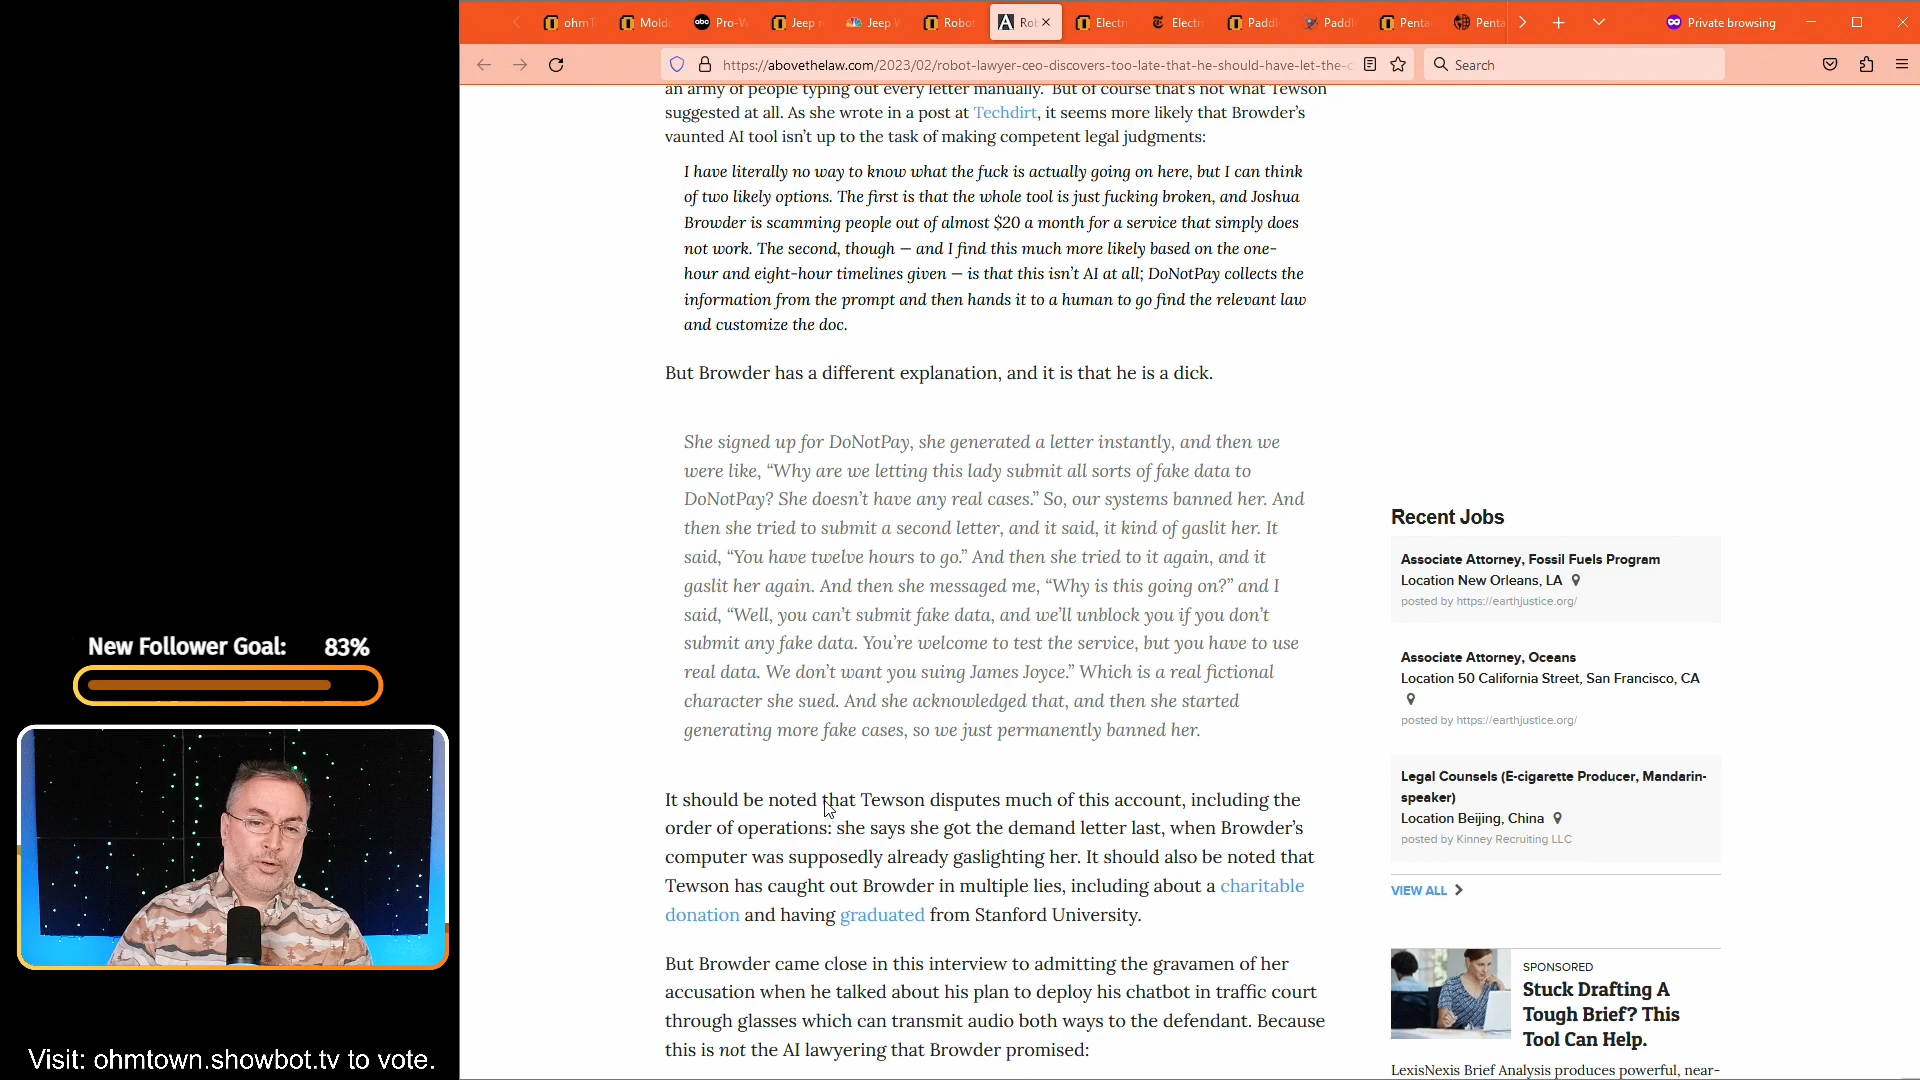 ohmT
Molde
abc Pro-W
Jeep r
Jeep W
Robot
Rob
Electri
Electr
Paddl
Paddle
Penta
Penta
Private browsing
https://abovethelaw.com/2023/02/robot-lawyer-ceo-discovers-too-late-that-he-should-have-let-the-c
Search
an army of people typing out every letter manually.” But of course that’s not what Tewson
suggested at all. As she wrote in a post at Techdirt, it seems more likely that Browder’s
vaunted AI tool isn’t up to the task of making competent legal judgments:
I have literally no way to know what the fuck is actually going on here, but I can think
of two likely options. The first is that the whole tool is just fucking broken, and Joshua
Browder is scamming people out of almost $20 a month for a service that simply does
not work. The second, though — and I find this much more likely based on the one-
hour and eight-hour timelines given — is that this isn’t AI at all; DoNotPay collects the
information from the prompt and then hands it to a human to go find the relevant law
and customize the doc.
But Browder has a different explanation, and it is that he is a dick.
She signed up for DoNotPay, she generated a letter instantly, and then we
were like, “Why are we letting this lady submit all sorts of fake data to
DoNotPay? She doesn’t have any real cases.” So, our systems banned her. And
then she tried to submit a second letter, and it said, it kind of gaslit her. It
said, “You have twelve hours to go.” And then she tried to it again, and it
gaslit her again. And then she messaged me, “Why is this going on?” and I
said, “Well, you can’t submit fake data, and we’ll unblock you if you don’t
submit any fake data. You’re welcome to test the service, but you have to use
real data. We don’t want you suing James Joyce.” Which is a real fictional
character she sued. And she acknowledged that, and then she started
generating more fake cases, so we just permanently banned her.
It should be noted that Tewson disputes much of this account, including the
order of operations: she says she got the demand letter last, when Browder’s
computer was supposedly already gaslighting her. It should also be noted that
Tewson has caught out Browder in multiple lies, including about a charitable
donation and having graduated from Stanford University.
But Browder came close in this interview to admitting the gravamen of her
accusation when he talked about his plan to deploy his chatbot in traffic court
through glasses which can transmit audio both ways to the defendant. Because
this is not the AI lawyering that Browder promised:
Recent Jobs
Associate Attorney, Fossil Fuels Program
Location New Orleans, LA
posted by https://earthjustice.org/
Associate Attorney, Oceans
Location 50 California Street, San Francisco, CA
posted by https://earthjustice.org/
Legal Counsels (E-cigarette Producer, Mandarin-
speaker)
Location Beijing, China
posted by Kinney Recruiting LLC
VIEW ALL
SPONSORED
Stuck Drafting A
Tough Brief? This
Tool Can Help.
LexisNexis Brief Analysis produces powerful, near-
New Follower Goal: 83%
Visit: ohmtown.showbot.tv to vote.